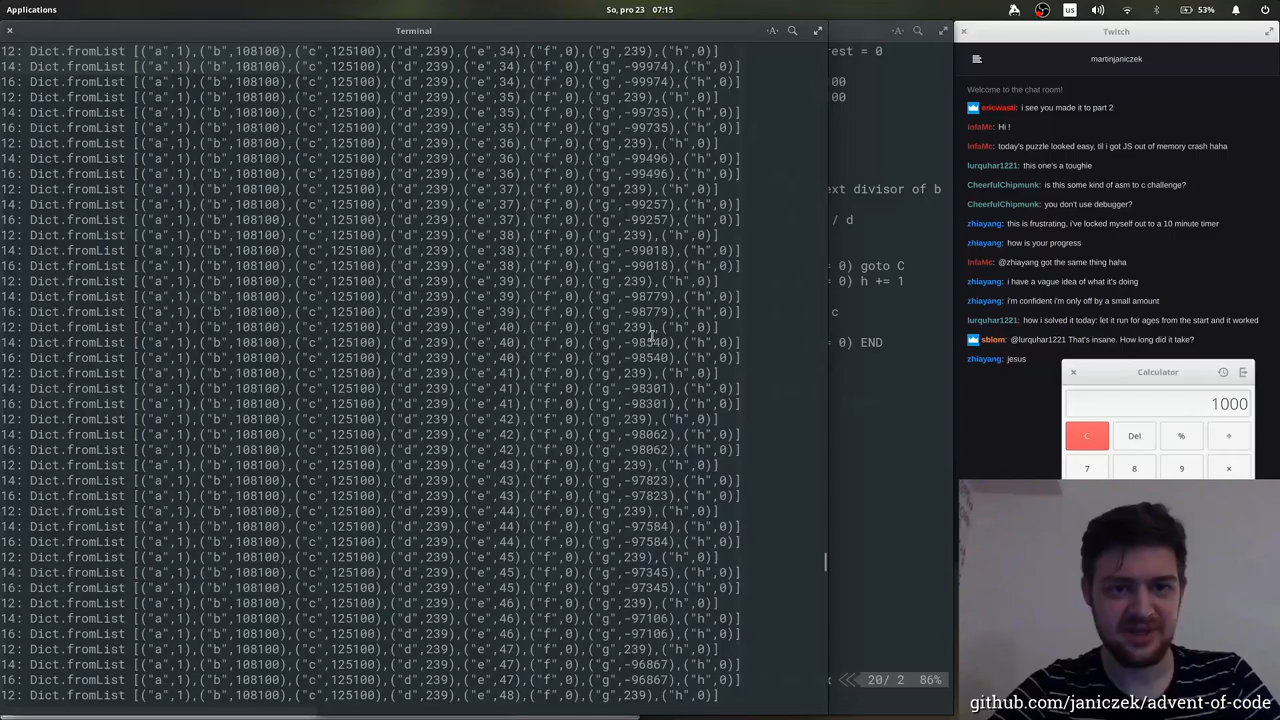 Applications
So, pro 23 07:15
us
53%
Terminal
12: Dict.fromList [("a",1),("b",108100),("c",125100),("d",239),("e",34),("f",0),("g",239),("h",0)]
14: Dict.fromList [("a",1),("b",108100),("c",125100),("d",239),("e",34),("f",0),("g",-99974),("h",0)]
16: Dict.fromList [("a",1),("b",108100),("c",125100),("d",239),("e",34),("f",0),("g",-99974),("h",0)]
12: Dict.fromList [("a",1),("b",108100),("c",125100),("d",239),("e",35),("f",0),("g",239),("h",0)]
14: Dict.fromList [("a",1),("b",108100),("c",125100),("d",239),("e",35),("f",0),("g",-99735),("h",0)]
16: Dict.fromList [("a",1),("b",108100),("c",125100),("d",239),("e",35),("f",0),("g",-99735),("h",0)]
12: Dict.fromList [("a",1),("b",108100),("c",125100),("d",239),("e",36),("f",0),("g",239),("h",0)]
14: Dict.fromList [("a",1),("b",108100),("c",125100),("d",239),("e",36),("f",0),("g",-99496),("h",0)]
16: Dict.fromList [("a",1),("b",108100),("c",125100),("d",239),("e",36),("f",0),("g",-99496),("h",0)]
12: Dict.fromList [("a",1),("b",108100),("c",125100),("d",239),("e",37),("f",0),("g",239),("h",0)]
14: Dict.fromList [("a",1),("b",108100),("c",125100),("d",239),("e",37),("f",0),("g",-99257),("h",0)]
16: Dict.fromList [("a",1),("b",108100),("c",125100),("d",239),("e",37),("f",0),("g",-99257),("h",0)]
12: Dict.fromList [("a",1),("b",108100),("c",125100),("d",239),("e",38),("f",0),("g",239),("h",0)]
14: Dict.fromList [("a",1),("b",108100),("c",125100),("d",239),("e",38),("f",0),("g",-99018),("h",0)]
16: Dict.fromList [("a",1),("b",108100),("c",125100),("d",239),("e",38),("f",0),("g",-99018),("h",0)]
12: Dict.fromList [("a",1),("b",108100),("c",125100),("d",239),("e",39),("f",0),("g",239),("h",0)]
14: Dict.fromList [("a",1),("b",108100),("c",125100),("d",239),("e",39),("f",0),("g",-98779),("h",0)]
16: Dict.fromList [("a",1),("b",108100),("c",125100),("d",239),("e",39),("f",0),("g",-98779),("h",0)]
12: Dict.fromList [("a",1),("b",108100),("c",125100),("d",239),("e",40),("f",0),("g",239),("h",0)]
14: Dict.fromList [("a",1),("b",108100),("c",125100),("d",239),("e",40),("f",0),("g",-98540),("h",0)]
16: Dict.fromList [("a",1),("b",108100),("c",125100),("d",239),("e",40),("f",0),("g",-98540),("h",0)]
12: Dict.fromList [("a",1),("b",108100),("c",125100),("d",239),("e",41),("f",0),("g",239),("h",0)]
14: Dict.fromList [("a",1),("b",108100),("c",125100),("d",239),("e",41),("f",0),("g",-98301),("h",0)]
16: Dict.fromList [("a",1),("b",108100),("c",125100),("d",239),("e",41),("f",0),("g",-98301),("h",0)]
12: Dict.fromList [("a",1),("b",108100),("c",125100),("d",239),("e",42),("f",0),("g",239),("h",0)]
14: Dict.fromList [("a",1),("b",108100),("c",125100),("d",239),("e",42),("f",0),("g",-98062),("h",0)]
16: Dict.fromList [("a",1),("b",108100),("c",125100),("d",239),("e",42),("f",0),("g",-98062),("h",0)]
12: Dict.fromList [("a",1),("b",108100),("c",125100),("d",239),("e",43),("f",0),("g",239),("h",0)]
14: Dict.fromList [("a",1),("b",108100),("c",125100),("d",239),("e",43),("f",0),("g",-97823),("h",0)]
16: Dict.fromList [("a",1),("b",108100),("c",125100),("d",239),("e",43),("f",0),("g",-97823),("h",0)]
12: Dict.fromList [("a",1),("b",108100),("c",125100),("d",239),("e",44),("f",0),("g",239),("h",0)]
14: Dict.fromList [("a",1),("b",108100),("c",125100),("d",239),("e",44),("f",0),("g",-97584),("h",0)]
16: Dict.fromList [("a",1),("b",108100),("c",125100),("d",239),("e",44),("f",0),("g",-97584),("h",0)]
12: Dict.fromList [("a",1),("b",108100),("c",125100),("d",239),("e",45),("f",0),("g",239),("h",0)]
14: Dict.fromList [("a",1),("b",108100),("c",125100),("d",239),("e",45),("f",0),("g",-97345),("h",0)]
16: Dict.fromList [("a",1),("b",108100),("c",125100),("d",239),("e",45),("f",0),("g",-97345),("h",0)]
12: Dict.fromList [("a",1),("b",108100),("c",125100),("d",239),("e",46),("f",0),("g",239),("h",0)]
14: Dict.fromList [("a",1),("b",108100),("c",125100),("d",239),("e",46),("f",0),("g",-97106),("h",0)]
16: Dict.fromList [("a",1),("b",108100),("c",125100),("d",239),("e",46),("f",0),("g",-97106),("h",0)]
12: Dict.fromList [("a",1),("b",108100),("c",125100),("d",239),("e",47),("f",0),("g",239),("h",0)]
14: Dict.fromList [("a",1),("b",108100),("c",125100),("d",239),("e",47),("f",0),("g",-96867),("h",0)]
16: Dict.fromList [("a",1),("b",108100),("c",125100),("d",239),("e",47),("f",0),("g",-96867),("h",0)]
12: Dict.fromList [("a",1),("b",108100),("c",125100),("d",239),("e",48),("f",0),("g",239),("h",0)]
rest = 0
00
00
ext divisor of b
/ d
= 0) goto C
= 0) h += 1
c
= 0) END
20/ 2 86%
Twitch
martinjaniczek
Welcome to the chat room!
ericwastl: i see you made it to part 2
InfaMc: Hi !
InfaMc: today's puzzle looked easy, til i got JS out of memory crash haha
lurquhar1221: this one's a toughie
CheerfulChipmunk: is this some kind of asm to c challenge?
CheerfulChipmunk: you don't use debugger?
zhiayang: this is frustrating, i've locked myself out to a 10 minute timer
zhiayang: how is your progress
InfaMc: @zhiayang got the same thing haha
zhiayang: i have a vague idea of what it's doing
zhiayang: i'm confident i'm only off by a small amount
lurquhar1221: how i solved it today: let it run for ages from the start and it worked
sblom: @lurquhar1221 That's insane. How long did it take?
zhiayang: jesus
Calculator
1000
C Del % ÷
7 8 9 ×
github.com/janiczek/advent-of-code